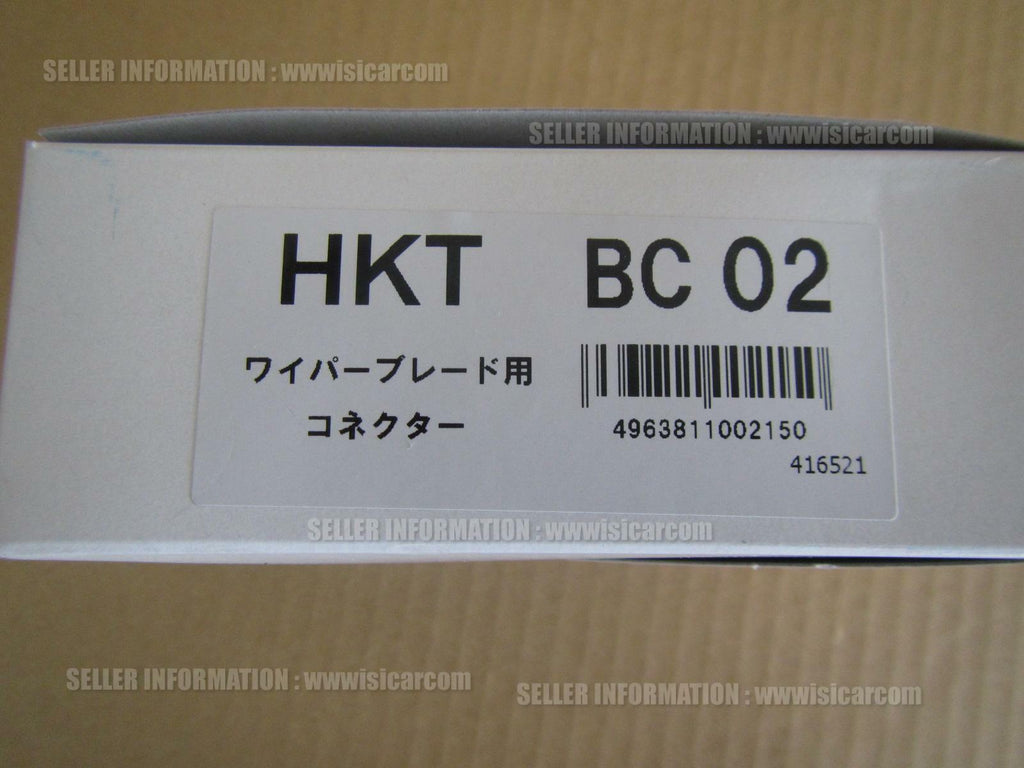 SELLER INFORMATION : wwwisicarcom
SELLER INFORMATION : wwwisicarcom
HKT BC 02
ワイパーブレード用
コネクター
4963811002150
416521
SELLER INFORMATION : wwwisicarcom
SELLER INFORMATION : wwwisicarcom
SELLER INFORMATION : wwwisicarcom